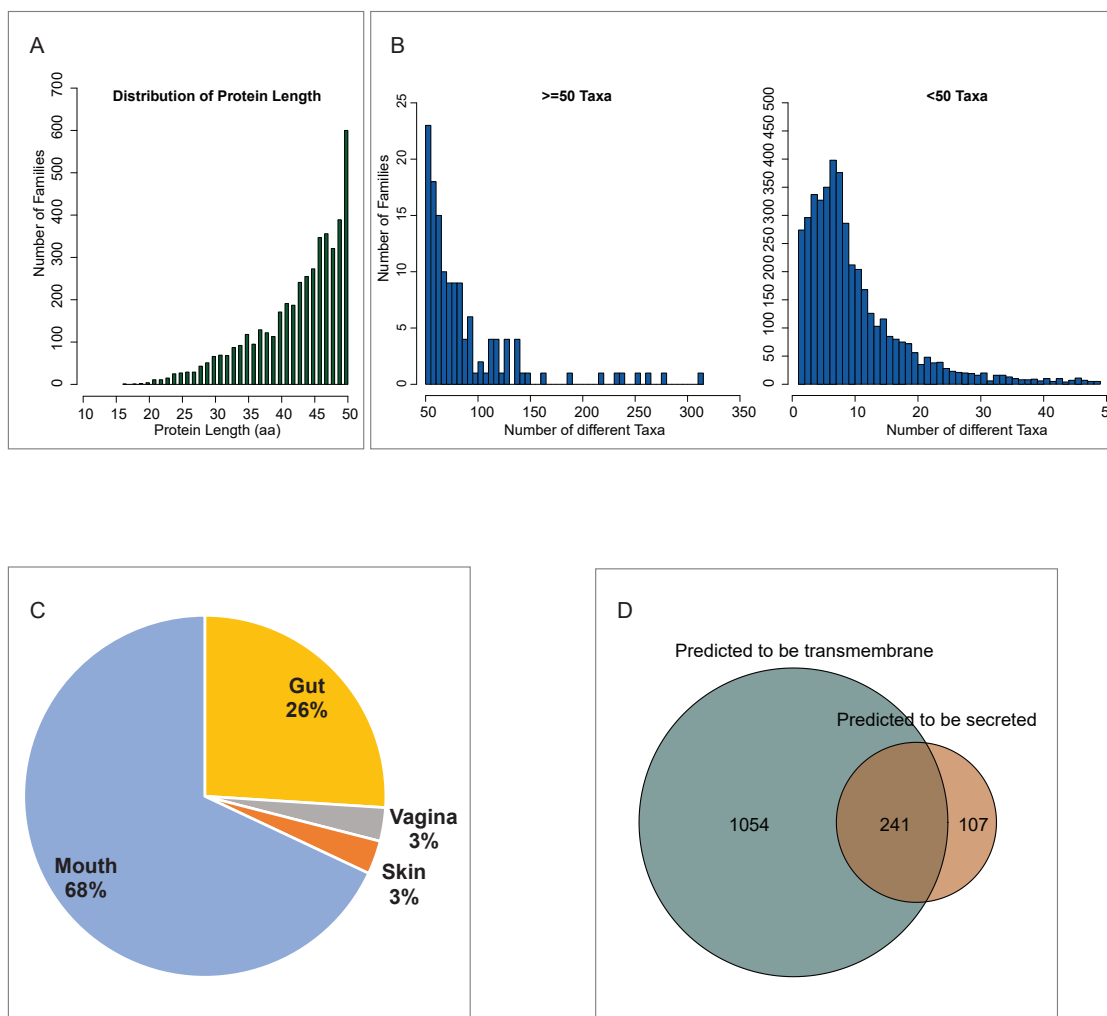 A
Distribution of Protein Length
Number of Families
0
100
200
300
400
500
600
700
10 15 20 25 30 35 40 45 50
Protein Length (aa)
B
>=50 Taxa
Number of Families
0
5
10
15
20
25
50 100 150 200 250 300 350
Number of different Taxa
<50 Taxa
0
50
100
150
200
250
300
350
400
450
500
0 10 20 30 40 5
Number of different Taxa
C
Gut
26%
Vagina
3%
Skin
3%
Mouth
68%
D
Predicted to be transmembrane
Predicted to be secreted
1054 241 107